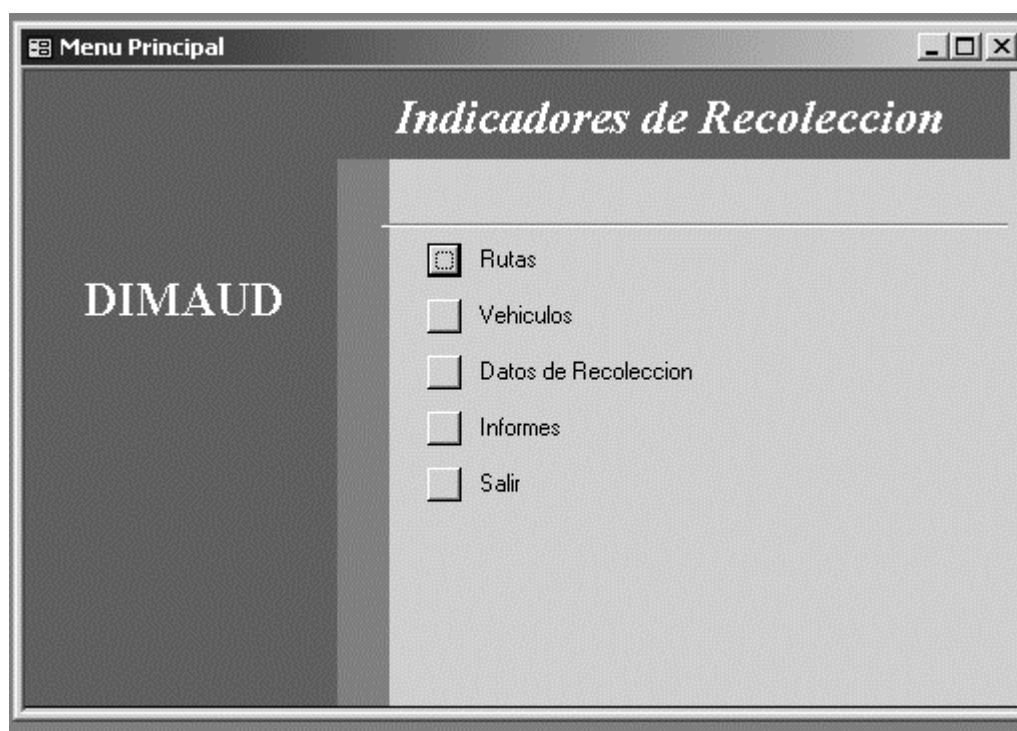 Menu Principal
Indicadores de Recoleccion
DIMAUD
Rutas
Vehiculos
Datos de Recoleccion
Informes
Salir